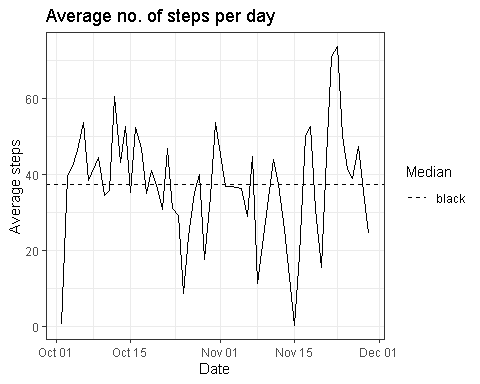 Average no. of steps per day
Average steps
60
40
20
0
Oct 01 Oct 15 Nov 01 Nov 15 Dec 01
Date
Median
black